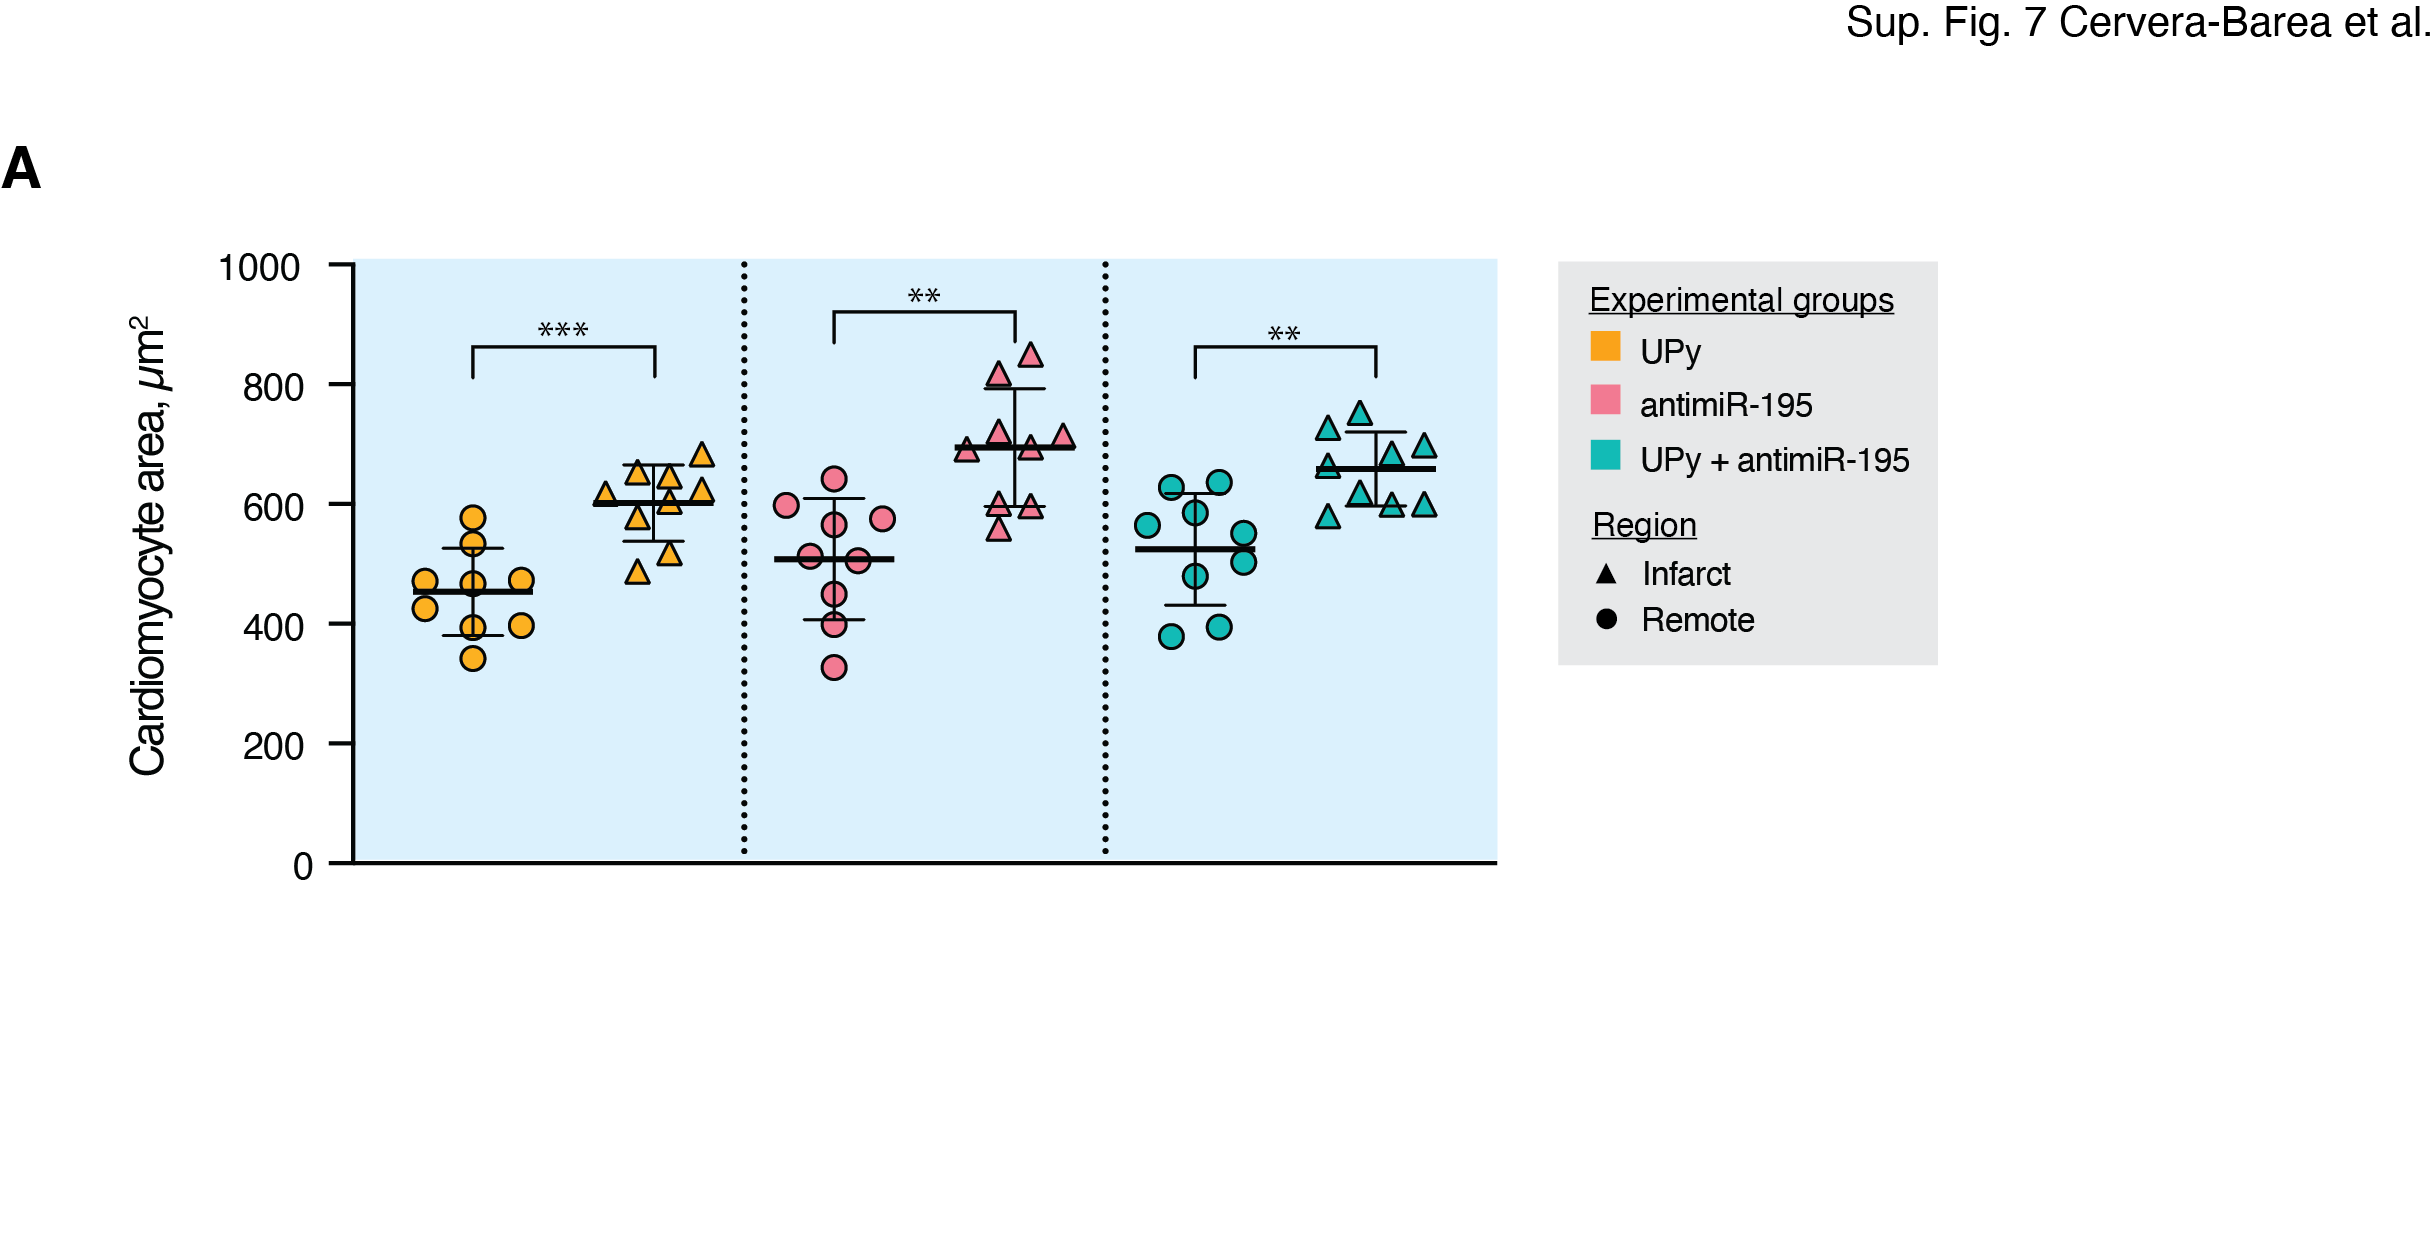 Sup. Fig. 7 Cervera-Barea et al.
A
Cardiomyocyte area, µm²
1000
800
600
400
200
0
***
**
**
Experimental groups
UPy
antimiR-195
UPy + antimiR-195
Region
Infarct
Remote